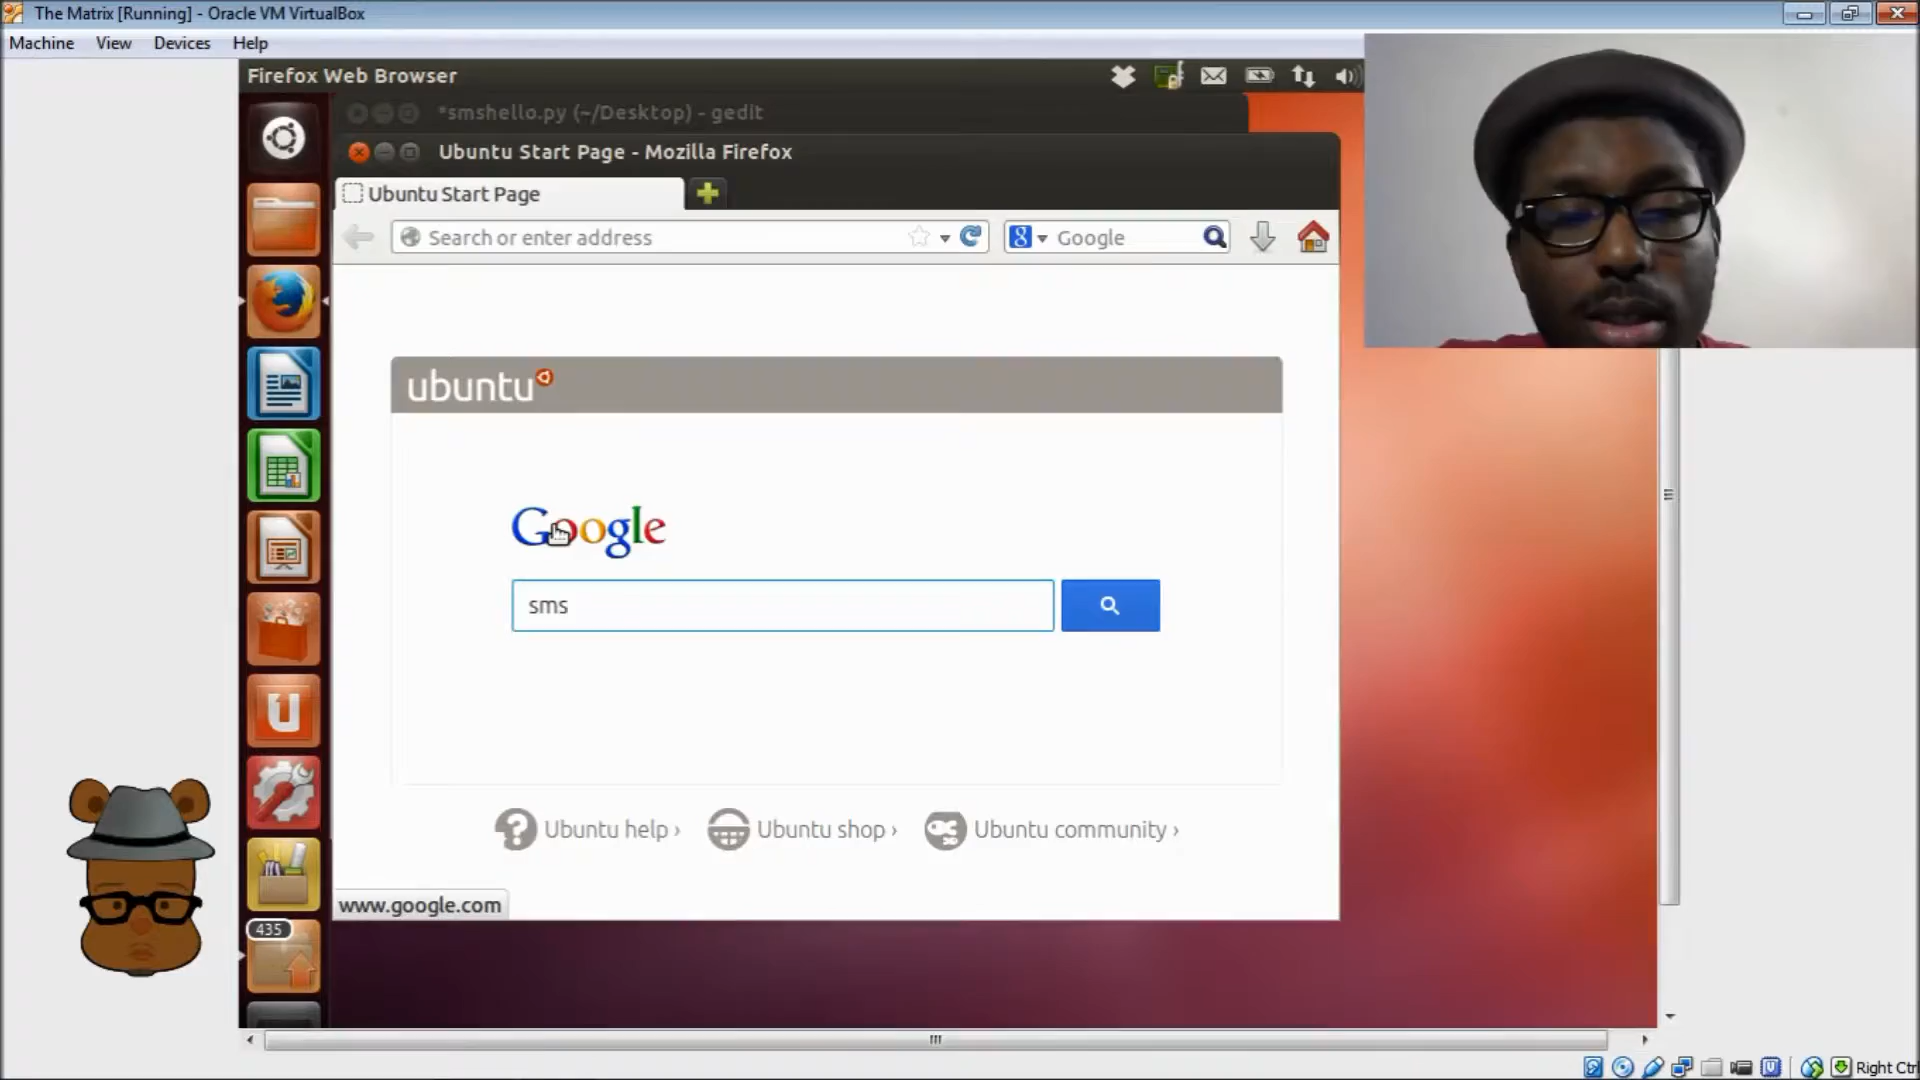 The Matrix [Running] - Oracle VM VirtualBox
Machine View Devices Help
Firefox Web Browser
*smshello.py (~/Desktop) - gedit
Ubuntu Start Page - Mozilla Firefox
Ubuntu Start Page
Search or enter address
8 Google
ubuntu
Google
sms
U
Ubuntu help ›
Ubuntu shop ›
Ubuntu community ›
www.google.com
435
Right Ctr